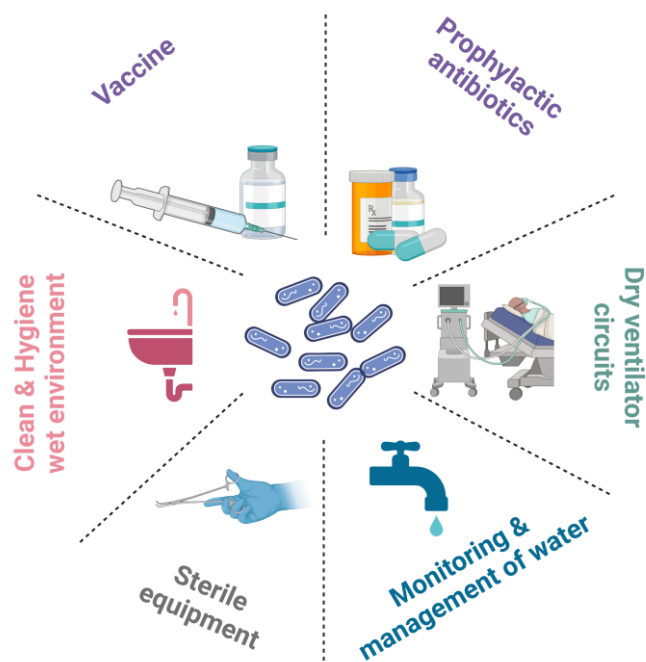 Vaccine
Prophylactic
antibiotics
Rx
Dry ventilator
circuits
Monitoring &
management of water
Sterile
equipment
Clean & Hygiene
wet environment